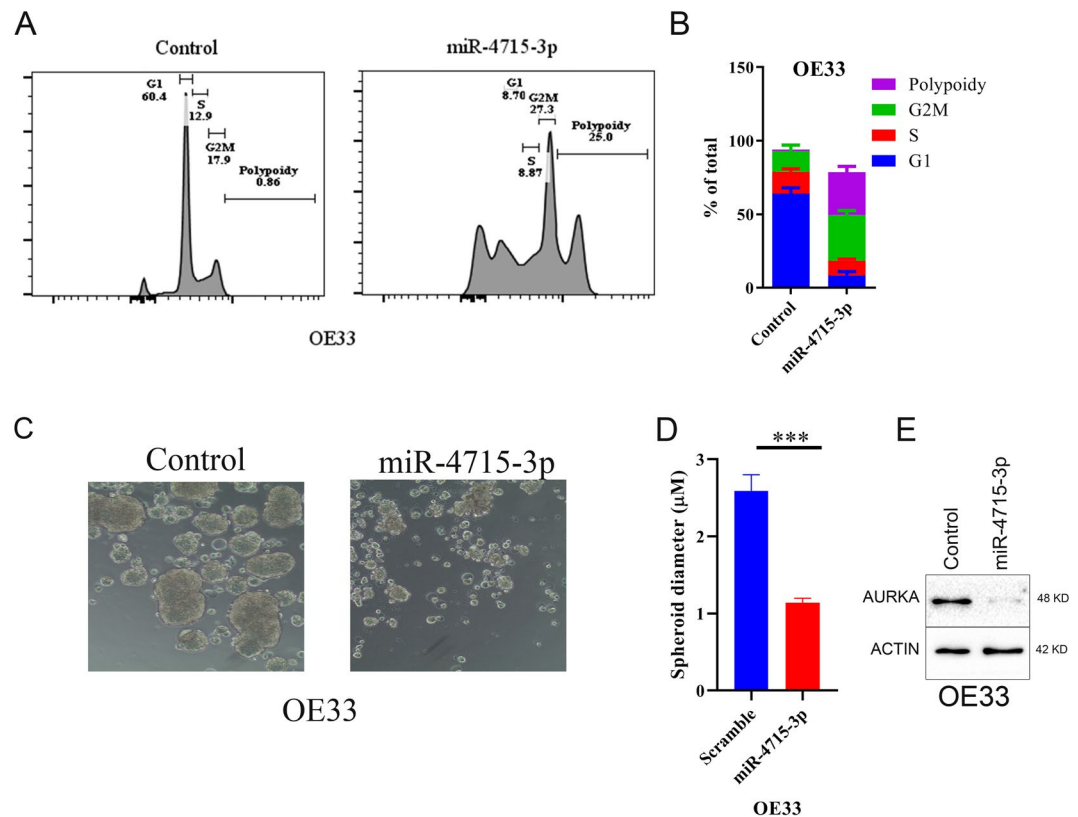 A
Control
G1
60.4
S
12.9
G2M
17.9
Polypoidy
0.86
miR-4715-3p
G1
8.70
G2M
27.3
S
8.87
Polypoidy
25.0
OE33
B
OE33
150
100
50
0
% of total
Polypoidy
G2M
S
G1
Control
miR-4715-3p
C
Control
miR-4715-3p
OE33
D
***
3
2
1
0
Spheroid diameter (µM)
Scramble
miR-4715-3p
OE33
E
Control
miR-4715-3p
AURKA
48 KD
ACTIN
42 KD
OE33